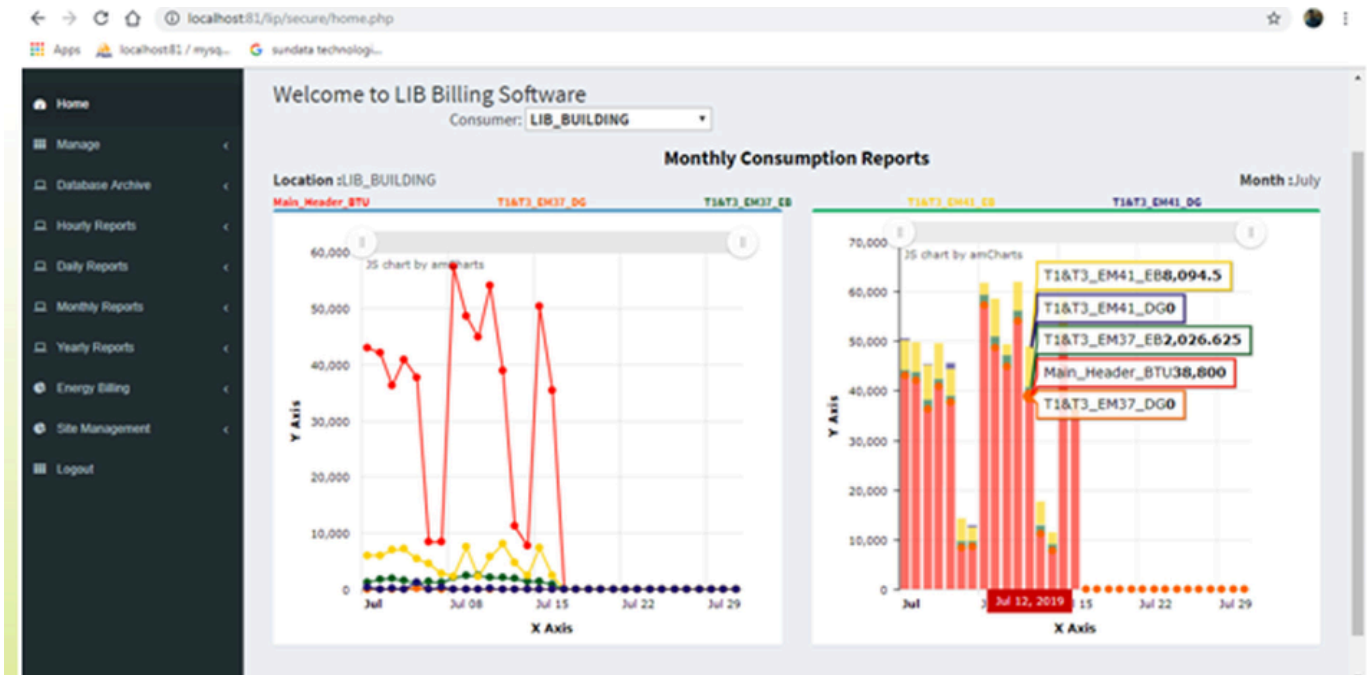 localhost:81/lip/secure/home.php
Apps localhost:81 / mysq... sundata technologi...
Home
Manage
Database Archive
Hourly Reports
Daily Reports
Monthly Reports
Yearly Reports
Energy Billing
Site Management
Logout
Welcome to LIB Billing Software
Consumer: LIB_BUILDING
Monthly Consumption Reports
Location :LIB_BUILDING
Month :July
Main_Header_BTU T1&T3_EM37_DG T1&T3_EM37_EB
60,000
JS chart by amCharts
50,000
40,000
30,000
20,000
10,000
0
Y Axis
Jul Jul 08 Jul 15 Jul 22 Jul 29
X Axis
T1&T3_EM41_EB T1&T3_EM41_DG
70,000
JS chart by amCharts
60,000
50,000
40,000
30,000
20,000
10,000
0
Y Axis
T1&T3_EM41_EB8,094.5
T1&T3_EM41_DG0
T1&T3_EM37_EB2,026.625
Main_Header_BTU38,800
T1&T3_EM37_DG0
Jul J Jul 12, 2019 15 Jul 22 Jul 29
X Axis